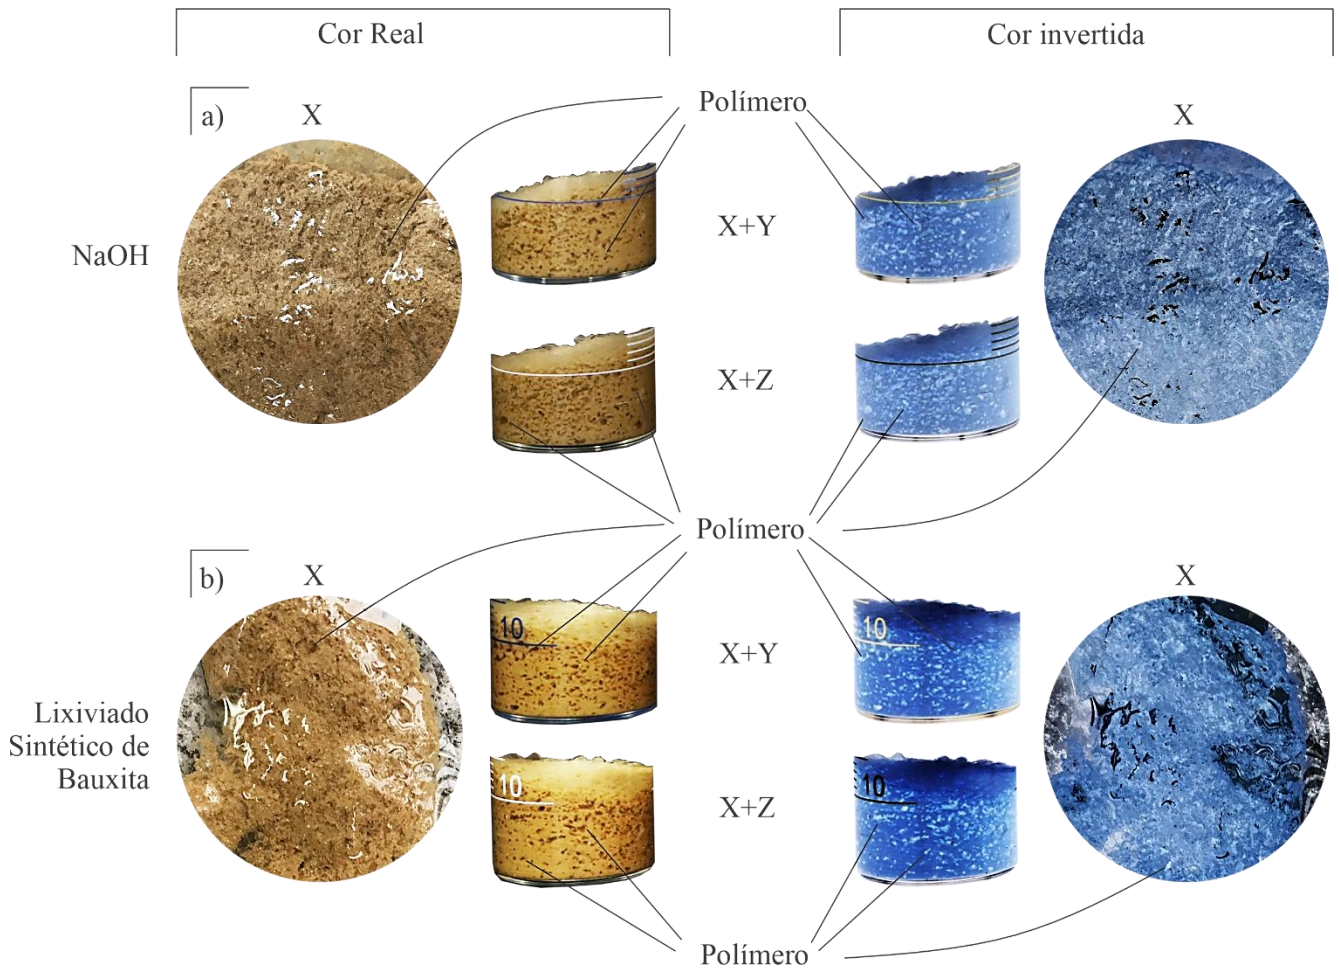 Cor Real
Cor invertida
a)
X
Polímero
X
NaOH
X+Y
X+Z
Polímero
b)
X
X
10
10
X+Y
Lixiviado
Sintético de
Bauxita
10
10
X+Z
Polímero